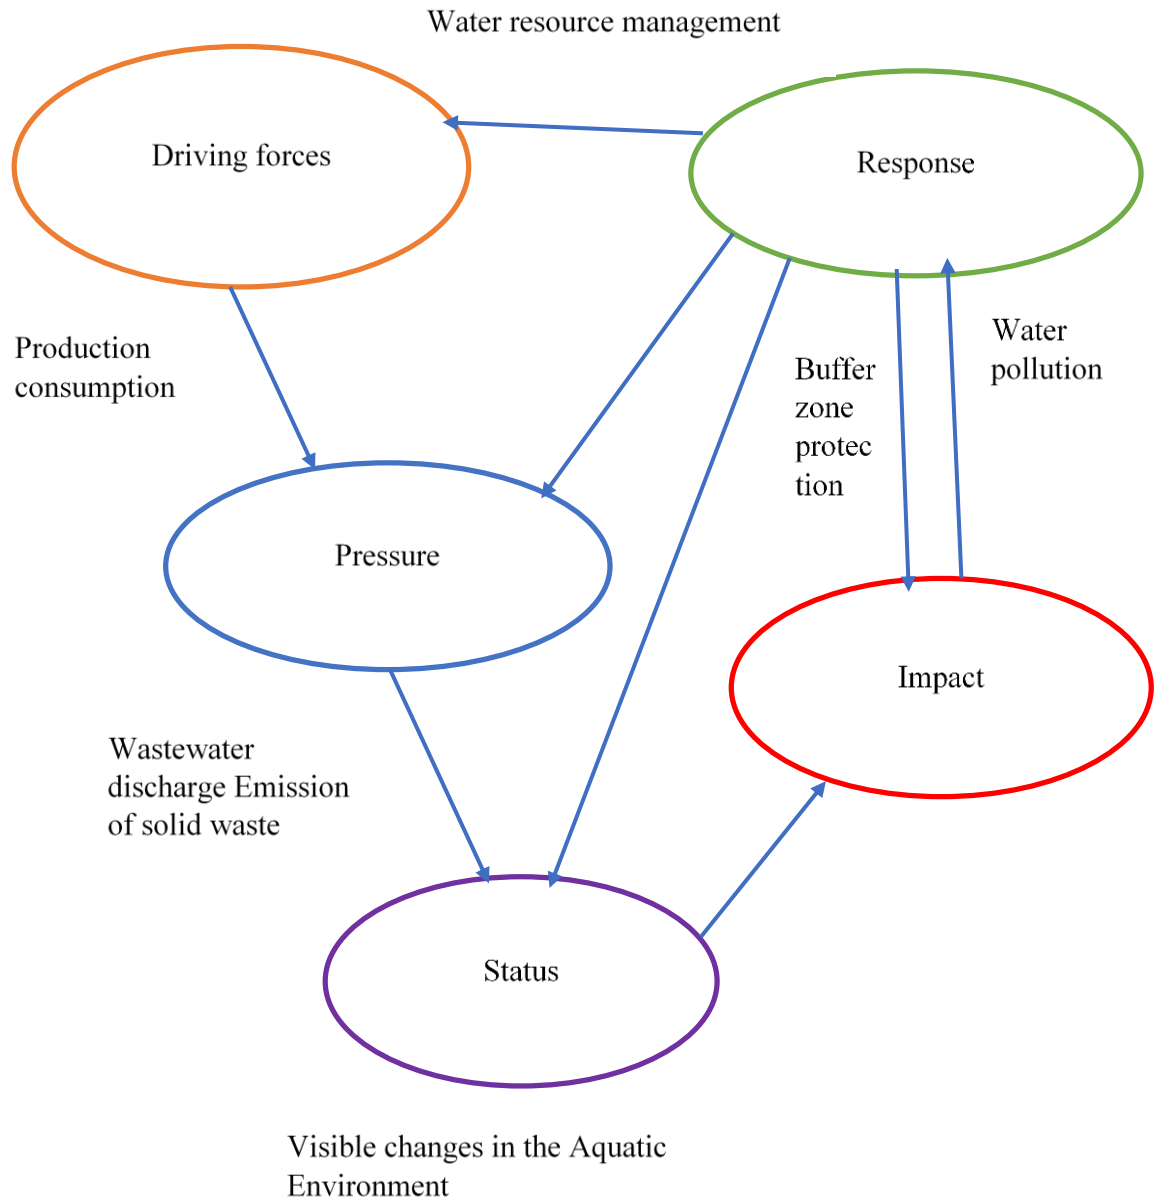 Water resource management
Driving forces
Response
Production
consumption
Water
pollution
Buffer
zone
protec
tion
Pressure
Impact
Wastewater
discharge Emission
of solid waste
Status
Visible changes in the Aquatic
Environment